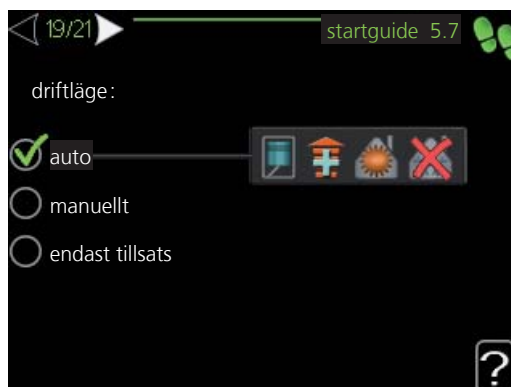 19/21
startguide 5.7
driftläge:
auto
manuellt
endast tillsats
?